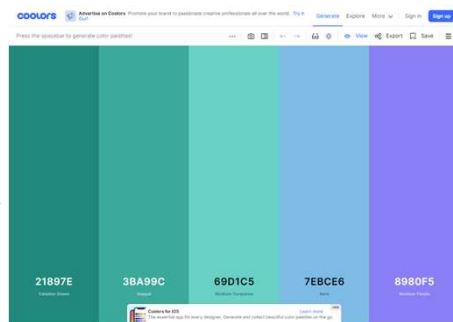 coolors
Advertise on Coolors Promote your brand to passionate creative professionals all over the world. Try it
Generate Explore More Sign in Sign up
Press the spacebar to generate color palettes!
View Export Save
21897E 3BA99C 69D1C5 7EBCE6 8980F5
Medium Turquoise Aero
Coolors for iOS Learn more
The essential app for every designer. Generate and collect beautiful color palettes on the go.